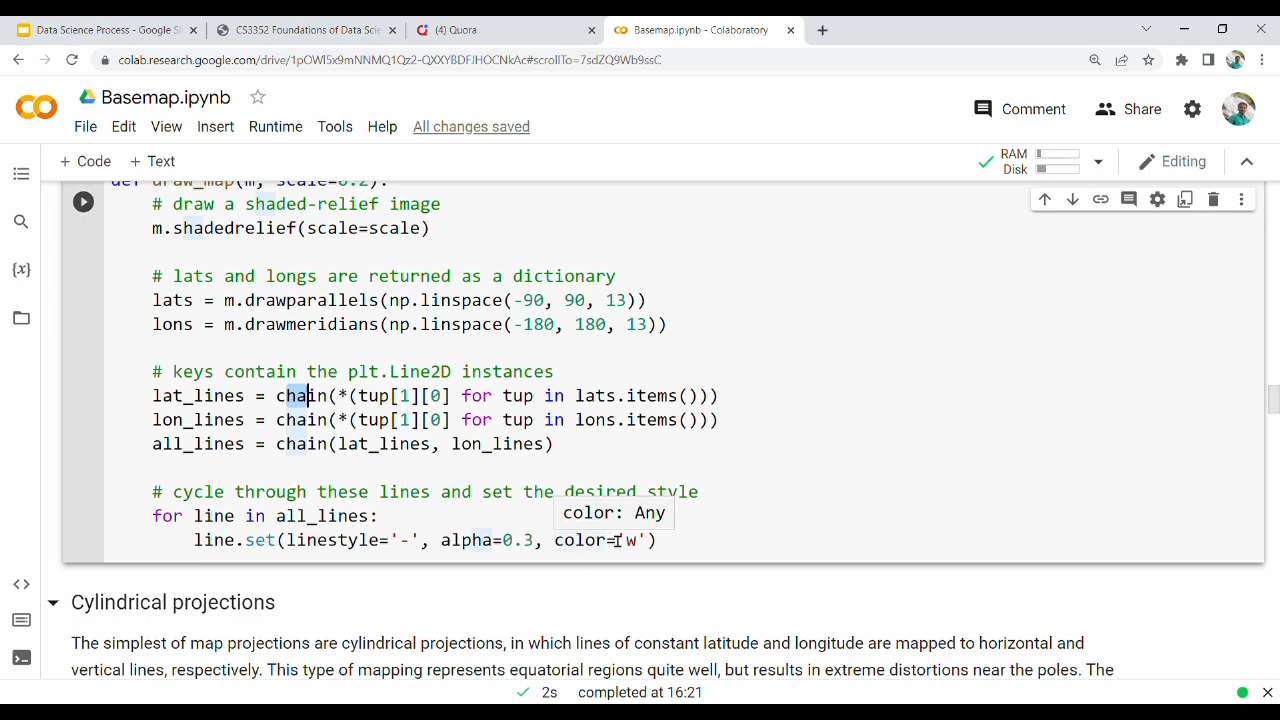 Data Science Process - Google Sl
CS3352 Foundations of Data Scie
(4) Quora
Basemap.ipynb - Colaboratory
colab.research.google.com/drive/1pOWl5x9mNNMQ1Qz2-QXXYBDFJHOCNkAc#scrollTo=7sdZQ9Wb9ssC
Basemap.ipynb
Comment
Share
File Edit View Insert Runtime Tools Help All changes saved
+ Code + Text
RAM
Disk
Editing
def draw_map(m, scale=0.2):
# draw a shaded-relief image
m.shadedrelief(scale=scale)
# lats and longs are returned as a dictionary
lats = m.drawparallels(np.linspace(-90, 90, 13))
lons = m.drawmeridians(np.linspace(-180, 180, 13))
# keys contain the plt.Line2D instances
lat_lines = chain(*(tup[1][0] for tup in lats.items()))
lon_lines = chain(*(tup[1][0] for tup in lons.items()))
all_lines = chain(lat_lines, lon_lines)
# cycle through these lines and set the desired style
for line in all_lines:
color: Any
line.set(linestyle='-', alpha=0.3, color='w')
Cylindrical projections
The simplest of map projections are cylindrical projections, in which lines of constant latitude and longitude are mapped to horizontal and
vertical lines, respectively. This type of mapping represents equatorial regions quite well, but results in extreme distortions near the poles. The
2s completed at 16:21